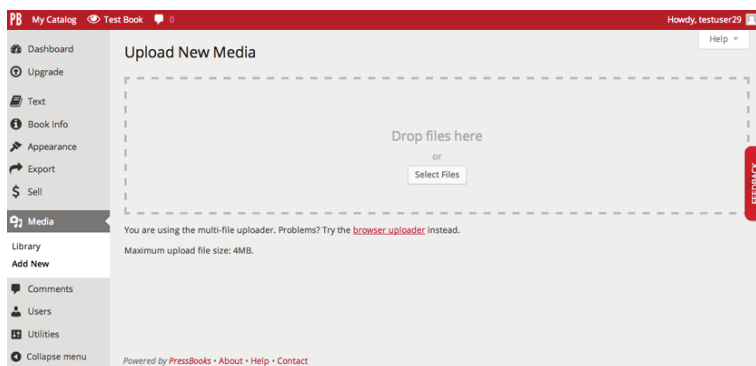 PB My Catalog Test Book 0 Howdy, testuser29
Help
Dashboard
Upgrade
Text
Book Info
Appearance
Export
Sell
Media
Library
Add New
Comments
Users
Utilities
Collapse menu
Upload New Media
Drop files here
or
Select Files
You are using the multi-file uploader. Problems? Try the browser uploader instead.
Maximum upload file size: 4MB.
FEEDBACK
Powered by PressBooks • About • Help • Contact